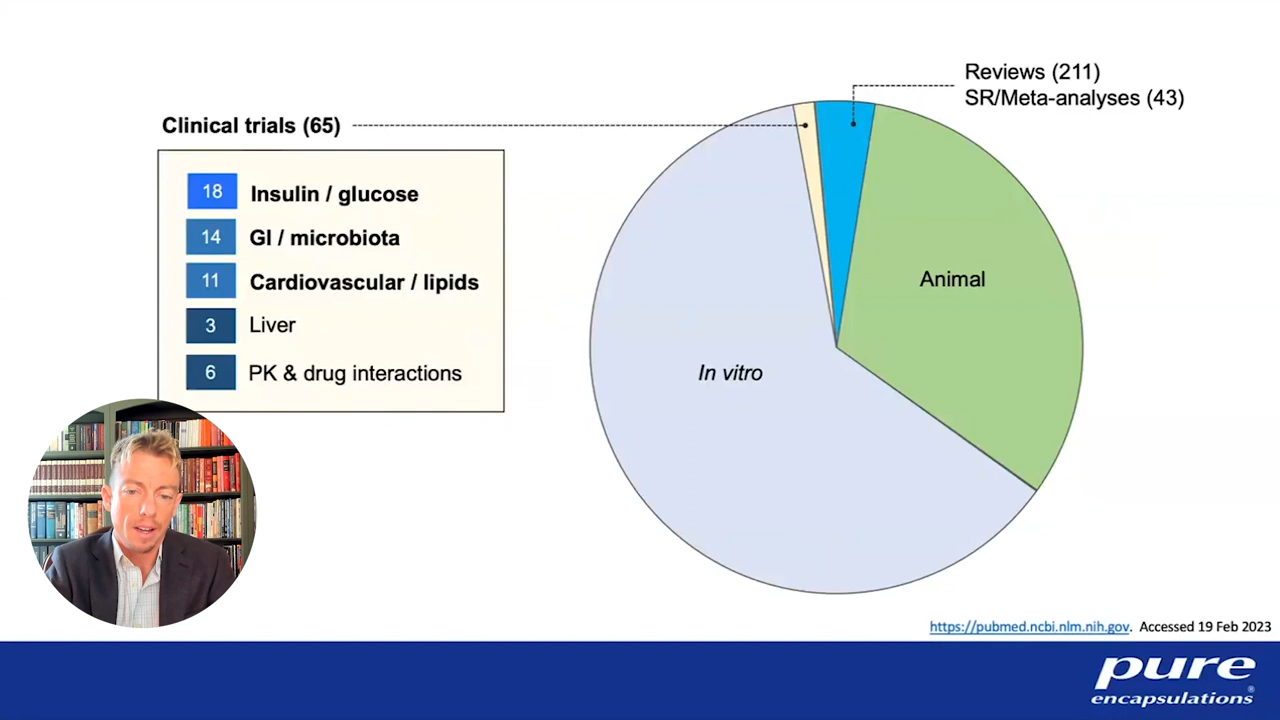 Reviews (211)
SR/Meta-analyses (43)
Clinical trials (65)
18 Insulin / glucose
14 GI / microbiota
11 Cardiovascular / lipids
3 Liver
6 PK & drug interactions
Animal
In vitro
https://pubmed.ncbi.nlm.nih.gov. Accessed 19 Feb 2023
pure
encapsulations®